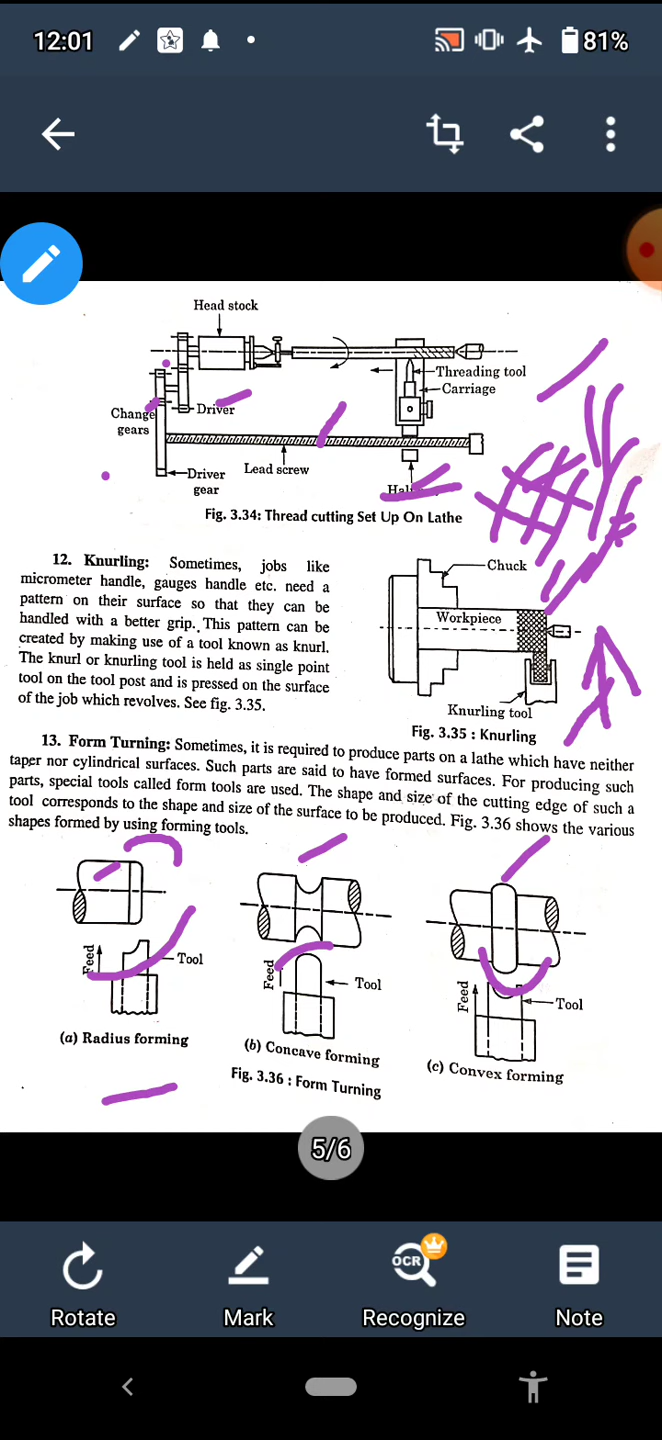 12:01
81%
Head stock
Threading tool
Carriage
Change
gears
Driver
Driver
gear
Lead screw
Fig. 3.34: Thread cutting Set Up On Lathe
12. Knurling: Sometimes, jobs like
micrometer handle, gauges handle etc. need a
pattern on their surface so that they can be
handled with a better grip. This pattern can be
created by making use of a tool known as knurl.
The knurl or knurling tool is held as single point
tool on the tool post and is pressed on the surface
of the job which revolves. See fig. 3.35.
Chuck
Workpiece
Knurling tool
Fig. 3.35 : Knurling
13. Form Turning: Sometimes, it is required to produce parts on a lathe which have neither
taper nor cylindrical surfaces. Such parts are said to have formed surfaces. For producing such
parts, special tools called form tools are used. The shape and size of the cutting edge of such a
tool corresponds to the shape and size of the surface to be produced. Fig. 3.36 shows the various
shapes formed by using forming tools.
Feed
Tool
(a) Radius forming
Feed
Tool
(b) Concave forming
Feed
Tool
(c) Convex forming
Fig. 3.36 : Form Turning
5/6
OCR
Rotate
Mark
Recognize
Note